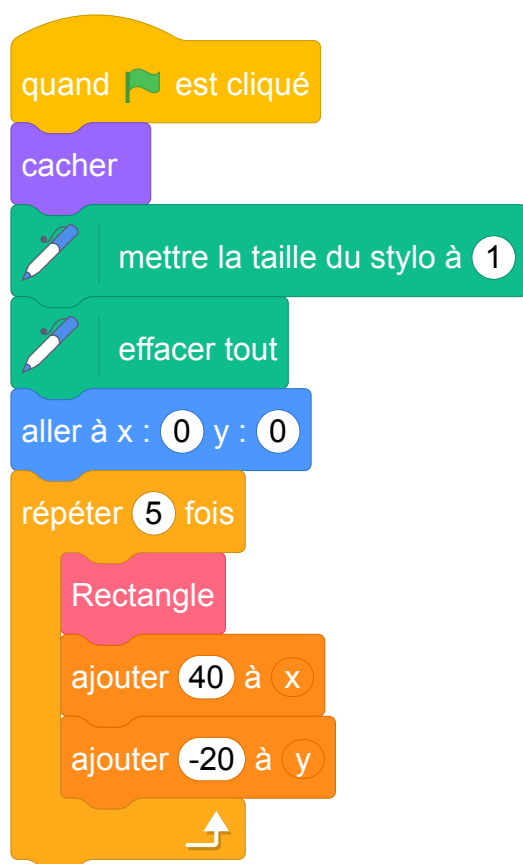 quand est cliqué
cacher
mettre la taille du stylo à 1
effacer tout
aller à x : 0 y : 0
répéter 5 fois
Rectangle
ajouter 40 à x
ajouter -20 à y